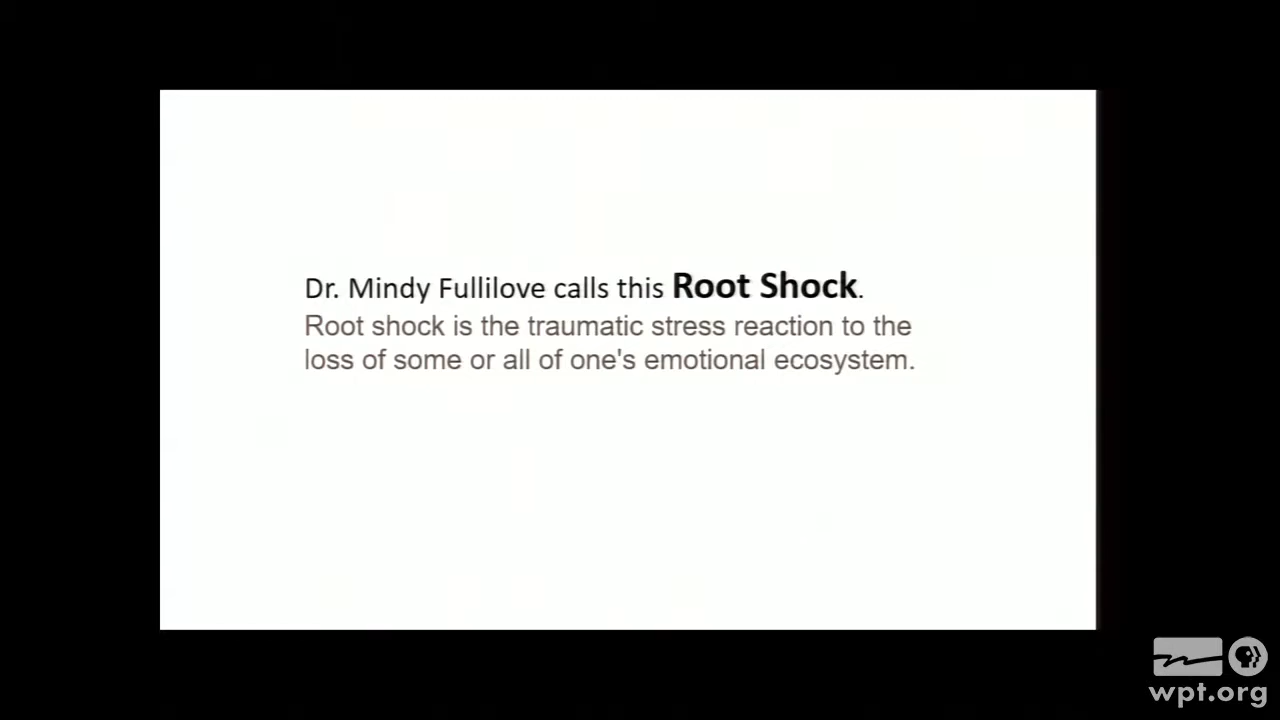 Dr. Mindy Fullilove calls this Root Shock.
Root shock is the traumatic stress reaction to the
loss of some or all of one's emotional ecosystem.
wpt.org